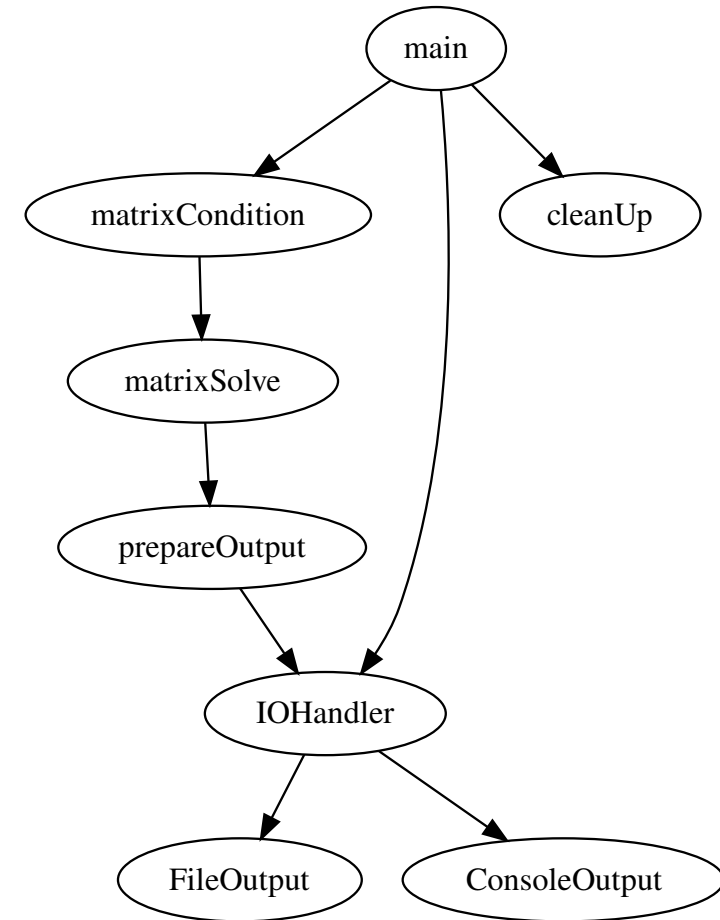 main
matrixCondition
cleanUp
matrixSolve
prepareOutput
IOHandler
FileOutput
ConsoleOutput